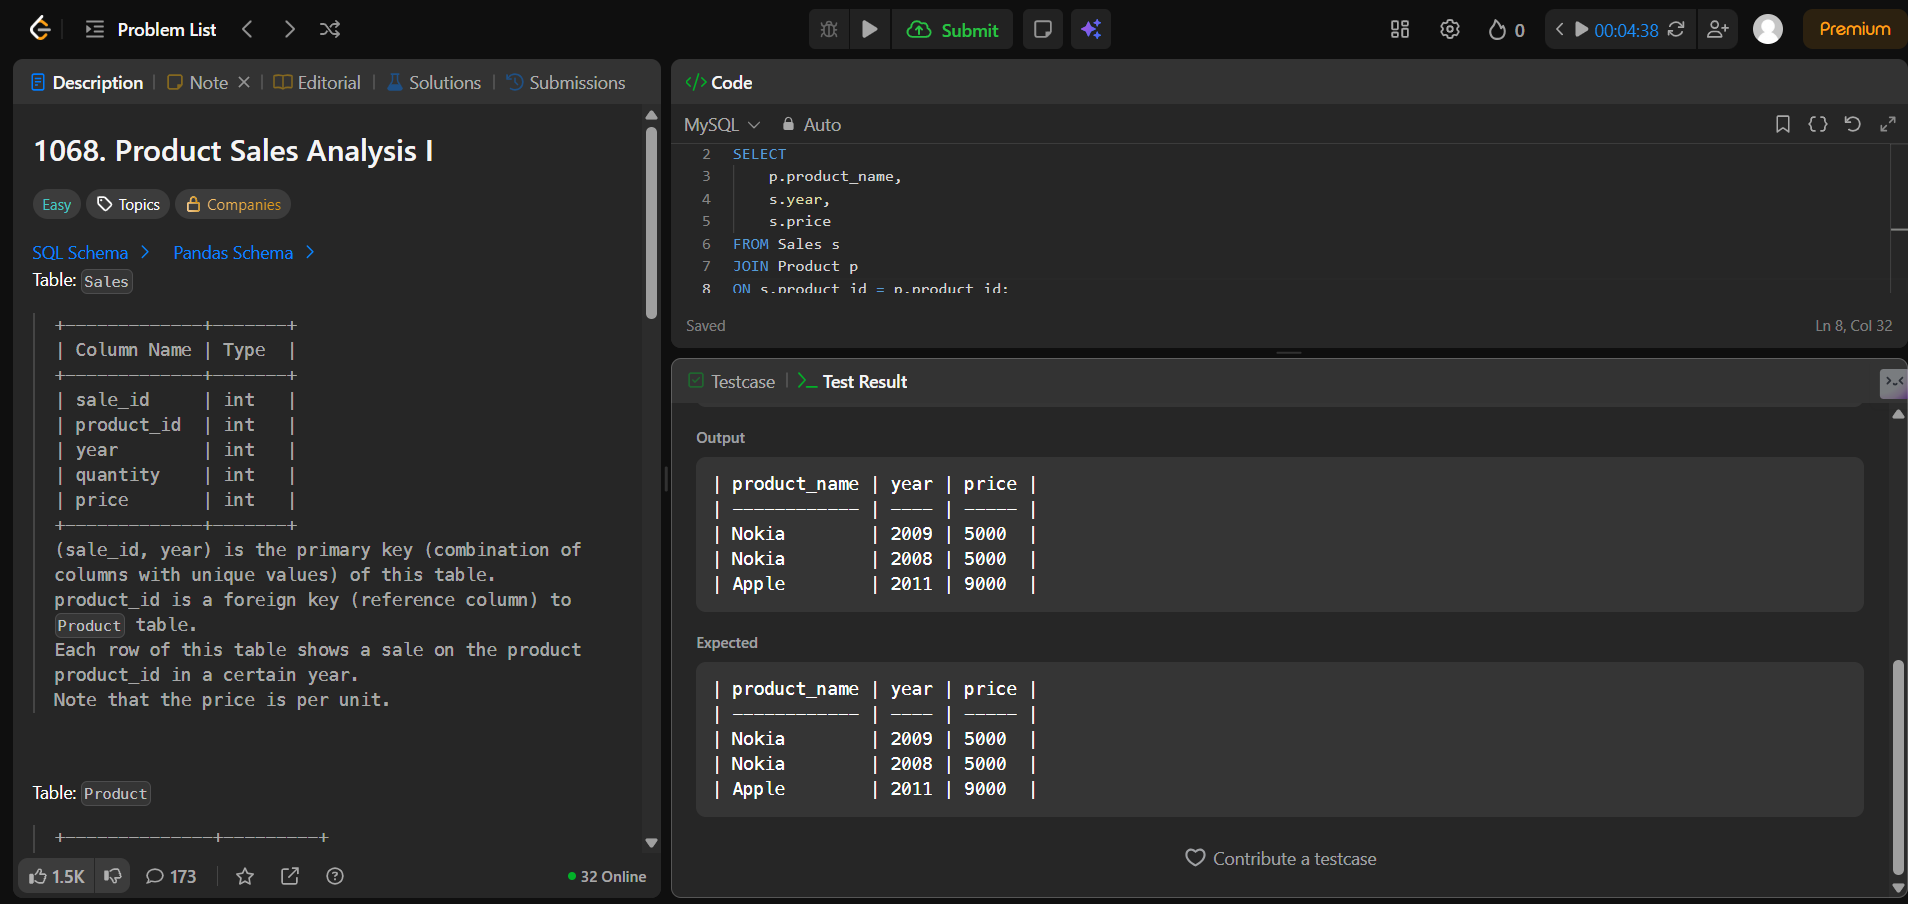 Problem List
Submit
0
00:04:38
Premium
Description | Note | Editorial | Solutions | Submissions
1068. Product Sales Analysis I
Easy Topics Companies
SQL Schema > Pandas Schema >
Table: Sales
+-------------+-------+
| Column Name | Type  |
+-------------+-------+
| sale_id     | int   |
| product_id  | int   |
| year        | int   |
| quantity    | int   |
| price       | int   |
+-------------+-------+
(sale_id, year) is the primary key (combination of
columns with unique values) of this table.
product_id is a foreign key (reference column) to
Product table.
Each row of this table shows a sale on the product
product_id in a certain year.
Note that the price is per unit.
Table: Product
+--------------+---------+
1.5K 173
32 Online
</> Code
MySQL Auto
2 SELECT
3 p.product_name,
4 s.year,
5 s.price
6 FROM Sales s
7 JOIN Product p
8 ON s.product_id = p.product_id;
Saved
Ln 8, Col 32
Testcase | >_ Test Result
Output
| product_name | year | price |
| ------------ | ---- | ----- |
| Nokia        | 2009 | 5000  |
| Nokia        | 2008 | 5000  |
| Apple        | 2011 | 9000  |
Expected
| product_name | year | price |
| ------------ | ---- | ----- |
| Nokia        | 2009 | 5000  |
| Nokia        | 2008 | 5000  |
| Apple        | 2011 | 9000  |
Contribute a testcase